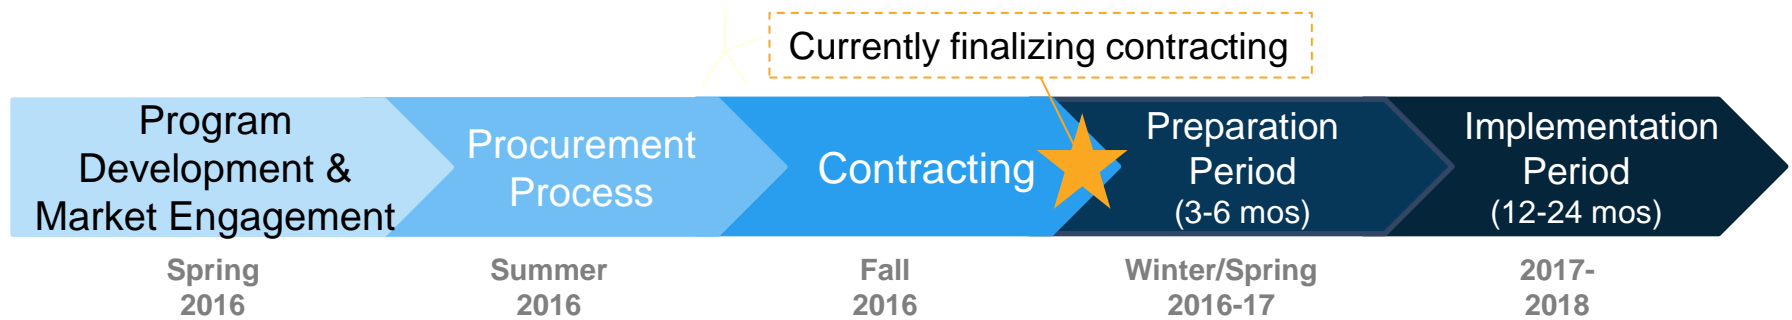 Currently finalizing contracting
Program
Development &
Market Engagement
Procurement
Process
Contracting
Preparation
Period
(3-6 mos)
Implementation
Period
(12-24 mos)
Spring
2016
Summer
2016
Fall
2016
Winter/Spring
2016-17
2017-
2018